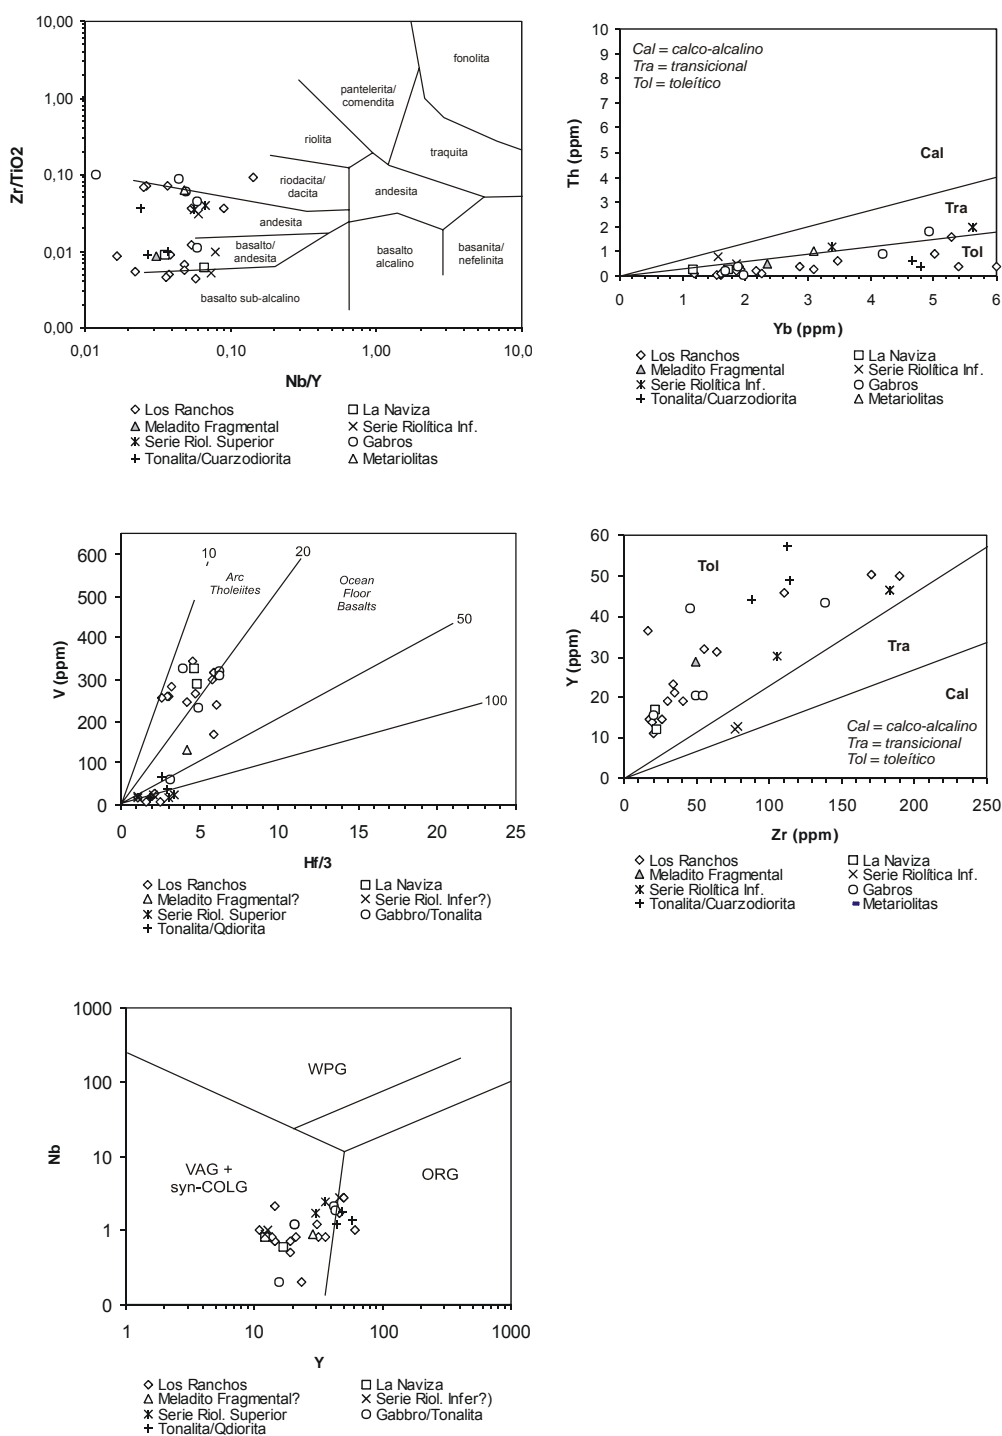 10,00
1,00
0,10
0,01
0,00
Zr/TiO2
fonolita
pantelerita/
comendita
riolita
traquita
riodacita/
dacita
andesita
andesita
basalto/
andesita
basalto
alcalino
basanita/
nefelinita
basalto sub-alcalino
0,01
0,10
1,00
10,0
Nb/Y
Los Ranchos
La Naviza
Meladito Fragmental
Serie Riolítica Inf.
Serie Riol. Superior
Gabros
Tonalita/Cuarzodiorita
Metariolitas
10
9
8
7
6
5
4
3
2
1
0
Th (ppm)
Cal = calco-alcalino
Tra = transicional
Tol = toleítico
Cal
Tra
Tol
0
1
2
3
4
5
6
Yb (ppm)
Los Ranchos
La Naviza
Meladito Fragmental
Serie Riolítica Inf.
Serie Riolítica Inf.
Gabros
Tonalita/Cuarzodiorita
Metariolitas
600
500
400
300
200
100
0
V (ppm)
10
Arc
Tholeiites
20
Ocean
Floor
Basalts
50
100
0
5
10
15
20
25
Hf/3
Los Ranchos
La Naviza
Meladito Fragmental?
Serie Riol. Infer?)
Serie Riol. Superior
Gabbro/Tonalita
Tonalita/Qdiorita
60
50
40
30
20
10
0
Y (ppm)
Tol
Tra
Cal
Cal = calco-alcalino
Tra = transicional
Tol = toleítico
0
50
100
150
200
250
Zr (ppm)
Los Ranchos
La Naviza
Meladito Fragmental
Serie Riolítica Inf.
Serie Riolítica Inf.
Gabros
Tonalita/Cuarzodiorita
Metariolitas
1000
100
10
1
0
Nb
WPG
VAG +
syn-COLG
ORG
1
10
100
1000
Y
Los Ranchos
La Naviza
Meladito Fragmental?
Serie Riol. Infer?)
Serie Riol. Superior
Gabbro/Tonalita
Tonalita/Qdiorita